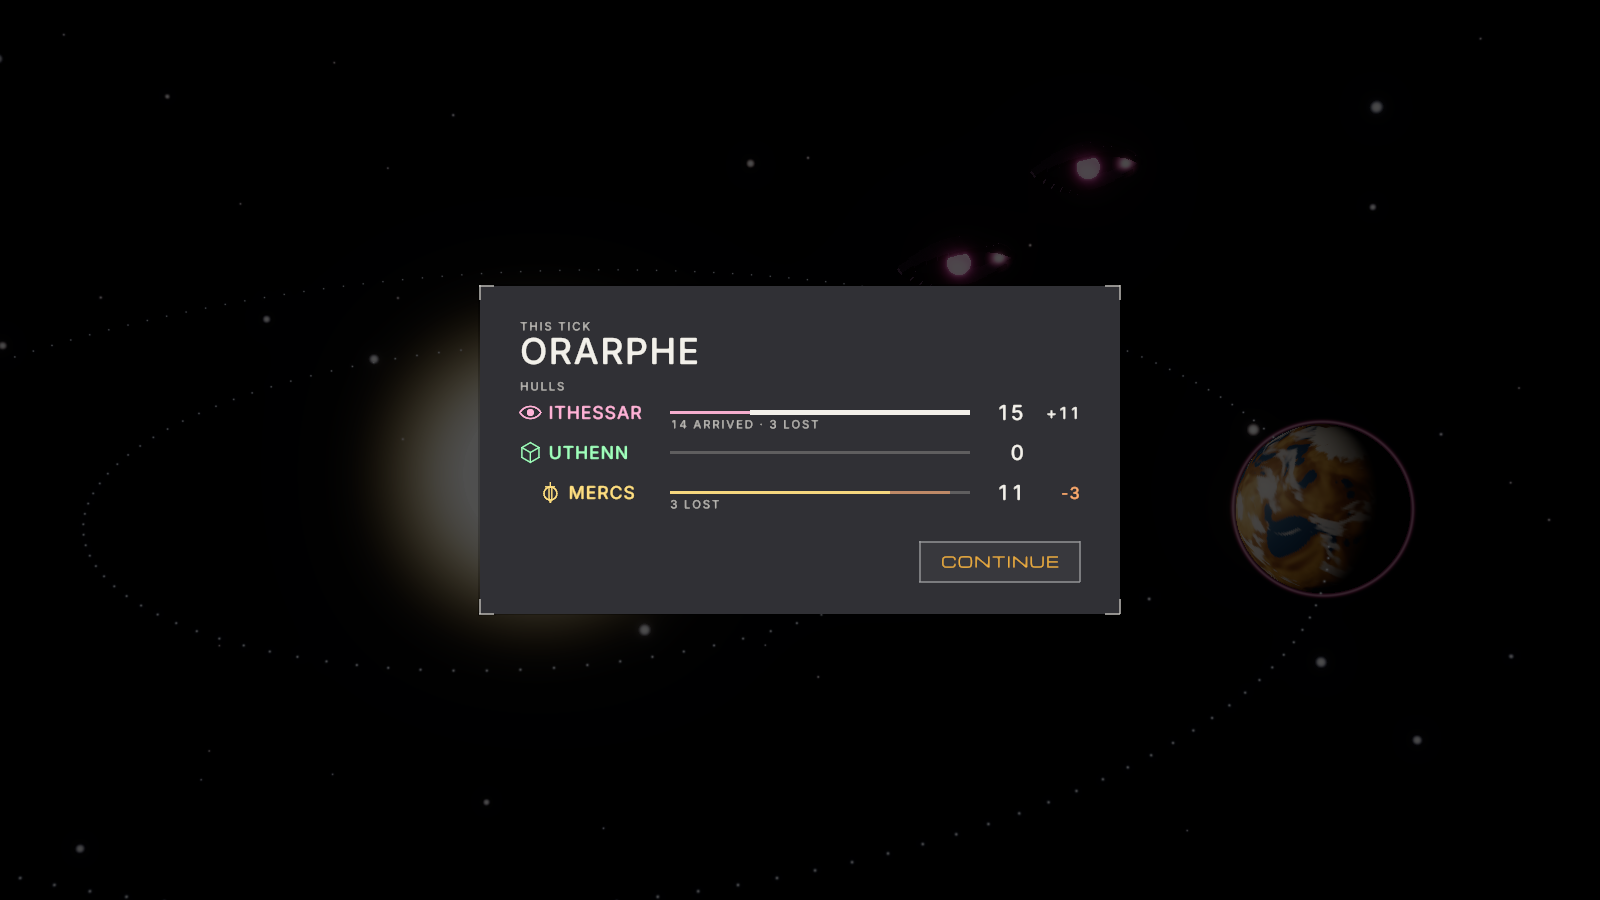 THIS TICK
ORARPHE
HULLS
ITHESSAR 15 +11
14 ARRIVED · 3 LOST
UTHENN 0
MERCS 11 -3
3 LOST
CONTINUE